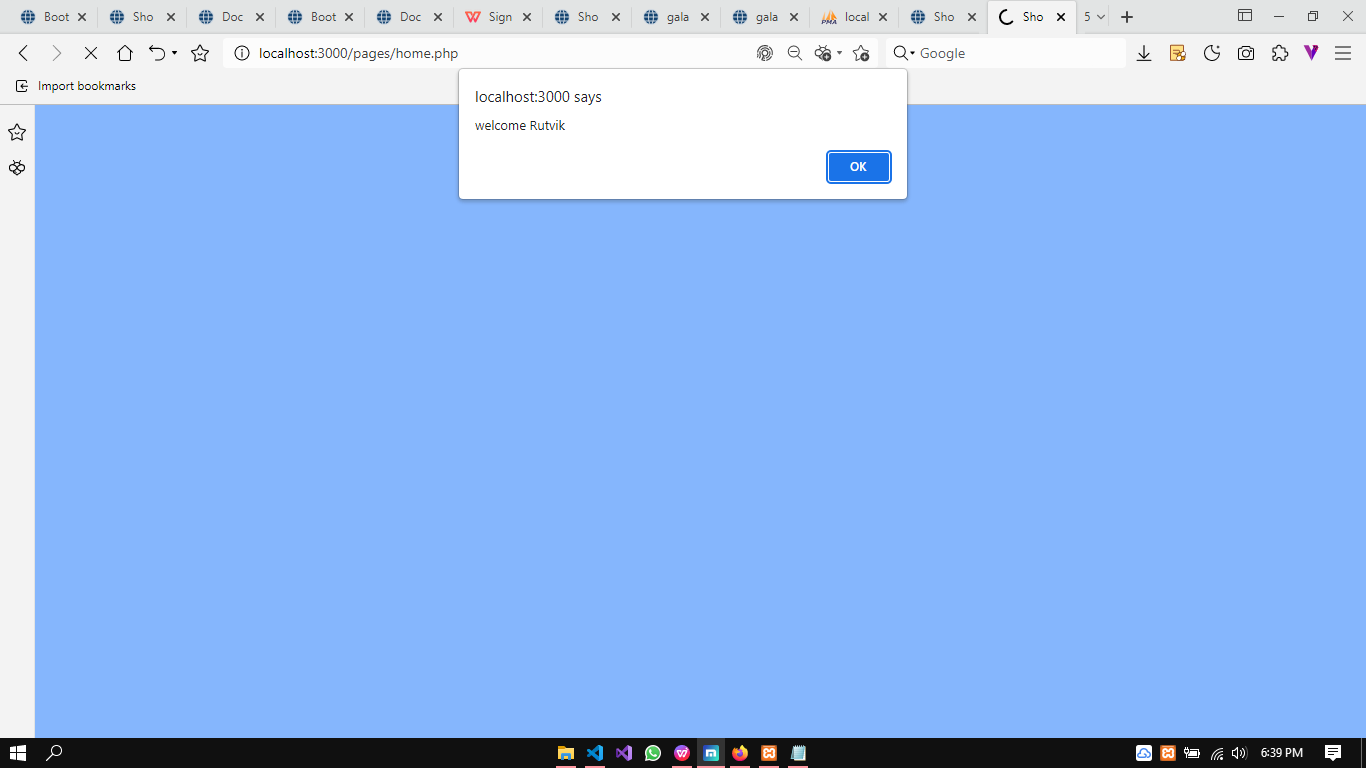 Boot Sho Doc Boot Doc Sign Sho gala gala local Sho Sho 5
localhost:3000/pages/home.php Google
Import bookmarks
localhost:3000 says
welcome Rutvik
OK
6:39 PM